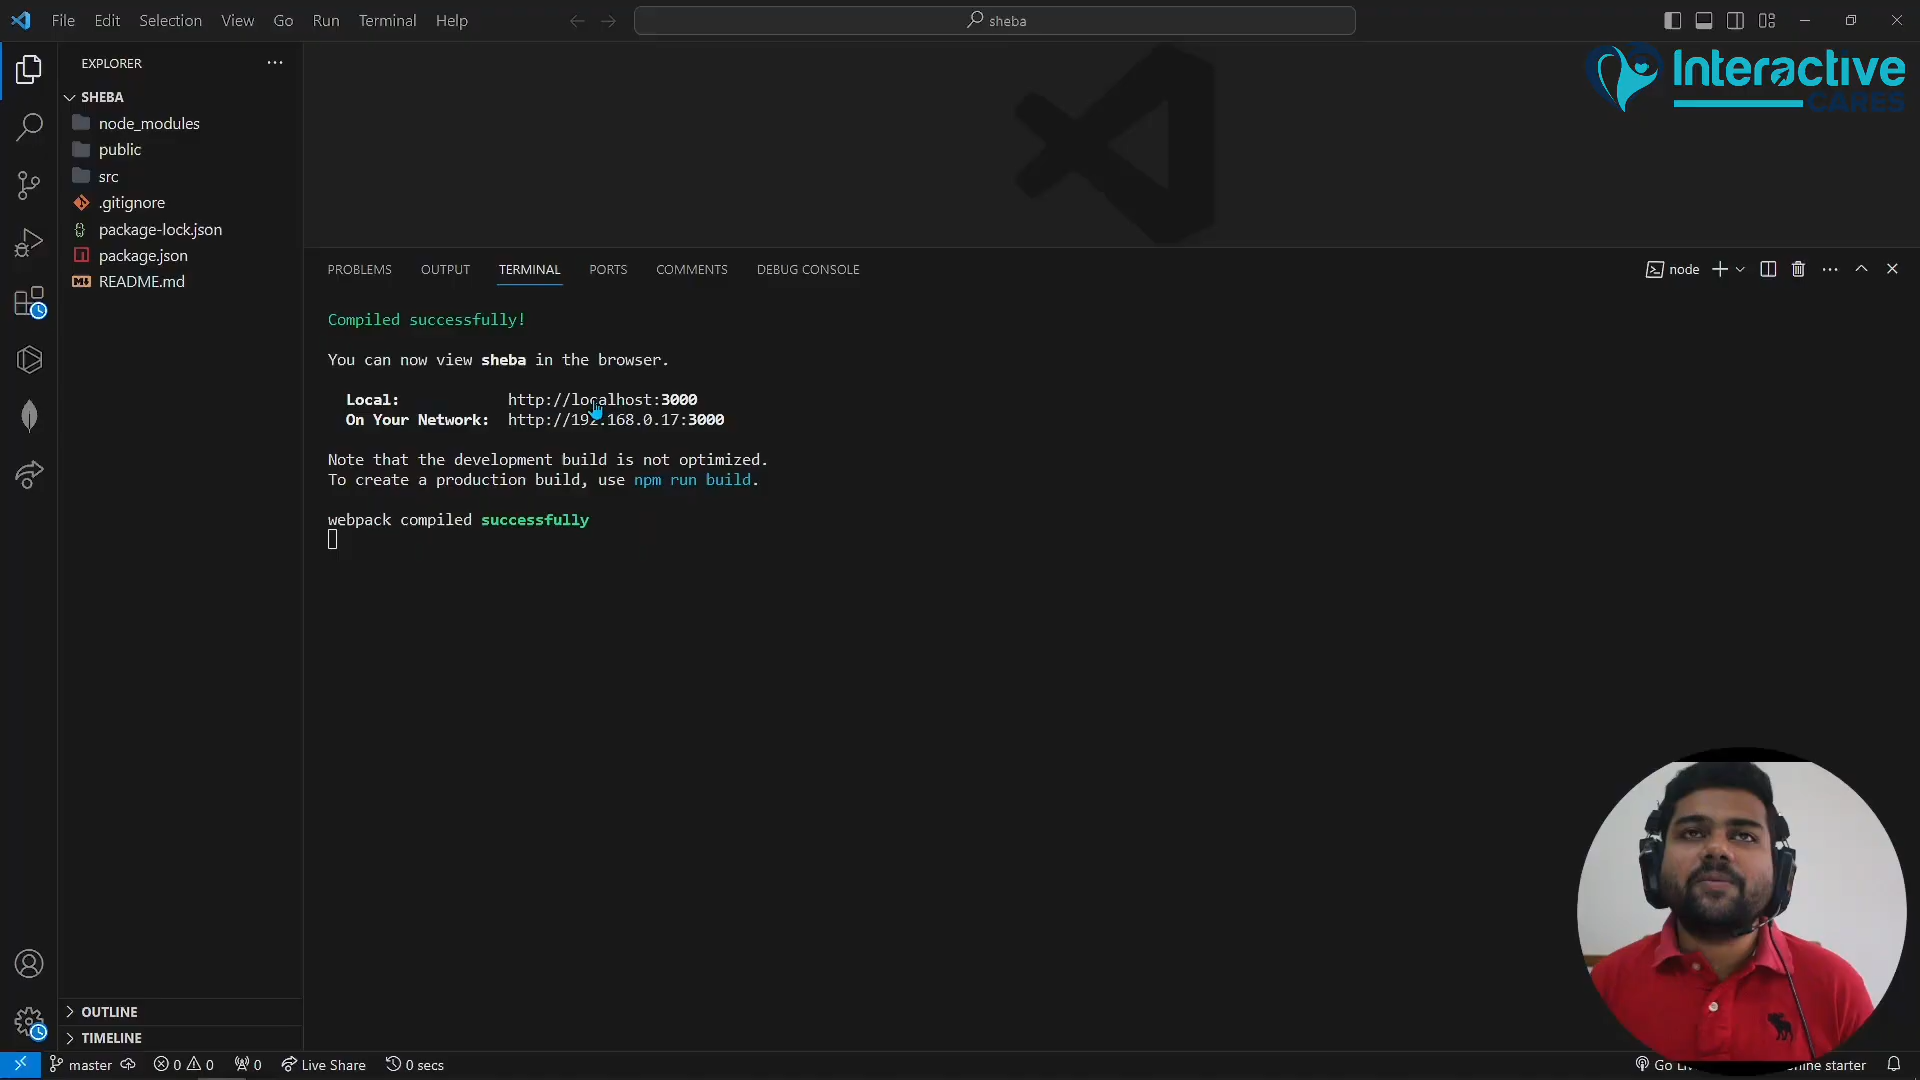 File Edit Selection View Go Run Terminal Help
sheba
Interactive
CARES
EXPLORER
SHEBA
node_modules
public
src
.gitignore
package-lock.json
package.json
README.md
PROBLEMS OUTPUT TERMINAL PORTS COMMENTS DEBUG CONSOLE
node
Compiled successfully!
You can now view sheba in the browser.
Local: http://localhost:3000
On Your Network: http://192.168.0.17:3000
Note that the development build is not optimized.
To create a production build, use npm run build.
webpack compiled successfully
OUTLINE
TIMELINE
master 0 0 0 Live Share 0 secs
Go starter